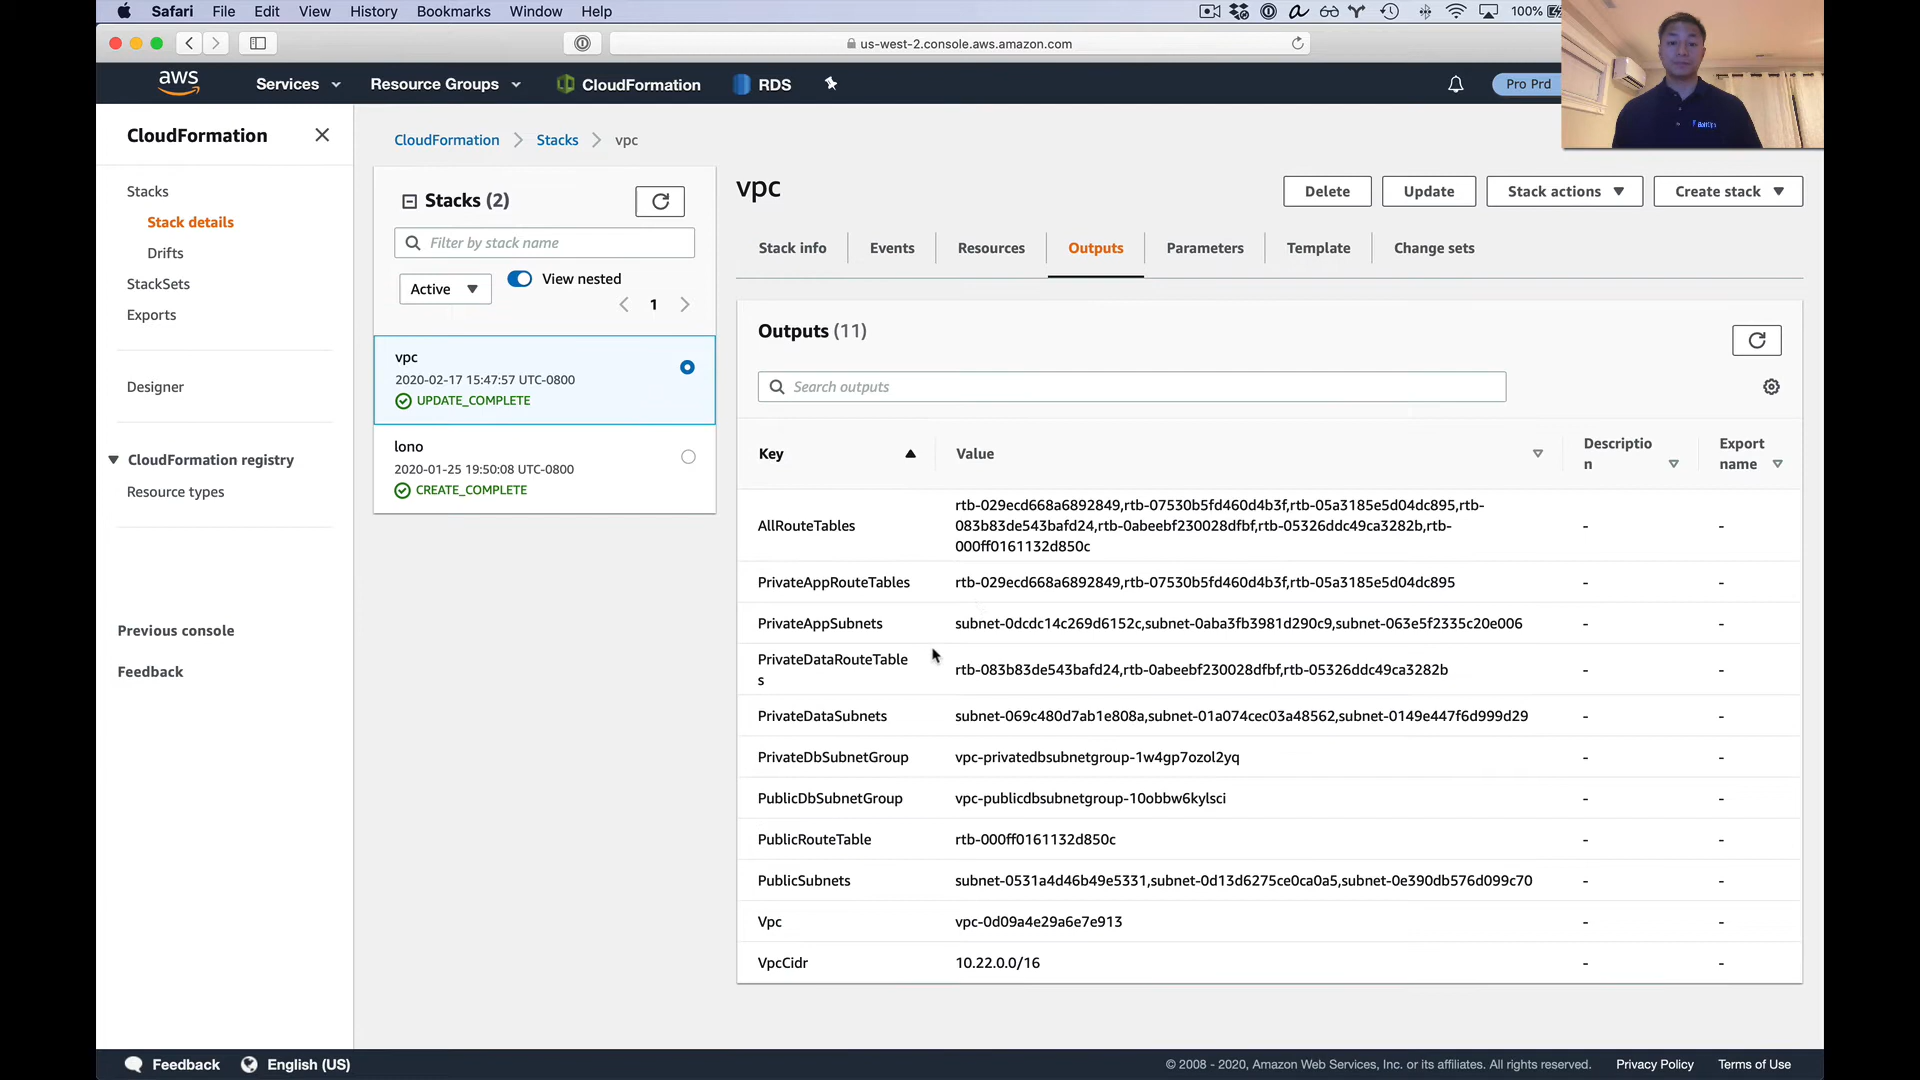 Safari File Edit View History Bookmarks Window Help
100%
us-west-2.console.aws.amazon.com
aws Services Resource Groups CloudFormation RDS Pro Prd
CloudFormation
Stacks
Stack details
Drifts
StackSets
Exports
Designer
CloudFormation registry
Resource types
Previous console
Feedback
CloudFormation Stacks vpc
Stacks (2)
Filter by stack name
Active
View nested
1
vpc
2020-02-17 15:47:57 UTC-0800
UPDATE_COMPLETE
lono
2020-01-25 19:50:08 UTC-0800
CREATE_COMPLETE
vpc
Delete Update Stack actions Create stack
Stack info Events Resources Outputs Parameters Template Change sets
Outputs (11)
Search outputs
Key Value Descriptio
n Export
name
AllRouteTables rtb-029ecd668a6892849,rtb-07530b5fd460d4b3f,rtb-05a3185e5d04dc895,rtb-
083b83de543bafd24,rtb-0abeebf230028dfbf,rtb-05326ddc49ca3282b,rtb-
000ff0161132d850c - -
PrivateAppRouteTables rtb-029ecd668a6892849,rtb-07530b5fd460d4b3f,rtb-05a3185e5d04dc895 - -
PrivateAppSubnets subnet-0dcdc14c269d6152c,subnet-0aba3fb3981d290c9,subnet-063e5f2335c20e006 - -
PrivateDataRouteTable
s rtb-083b83de543bafd24,rtb-0abeebf230028dfbf,rtb-05326ddc49ca3282b - -
PrivateDataSubnets subnet-069c480d7ab1e808a,subnet-01a074cec03a48562,subnet-0149e447f6d999d29 - -
PrivateDbSubnetGroup vpc-privatedbsubnetgroup-1w4gp7ozol2yq - -
PublicDbSubnetGroup vpc-publicdbsubnetgroup-10obbw6kylsci - -
PublicRouteTable rtb-000ff0161132d850c - -
PublicSubnets subnet-0531a4d46b49e5331,subnet-0d13d6275ce0ca0a5,subnet-0e390db576d099c70 - -
Vpc vpc-0d09a4e29a6e7e913 - -
VpcCidr 10.22.0.0/16 - -
Feedback English (US)
© 2008 - 2020, Amazon Web Services, Inc. or its affiliates. All rights reserved. Privacy Policy Terms of Use